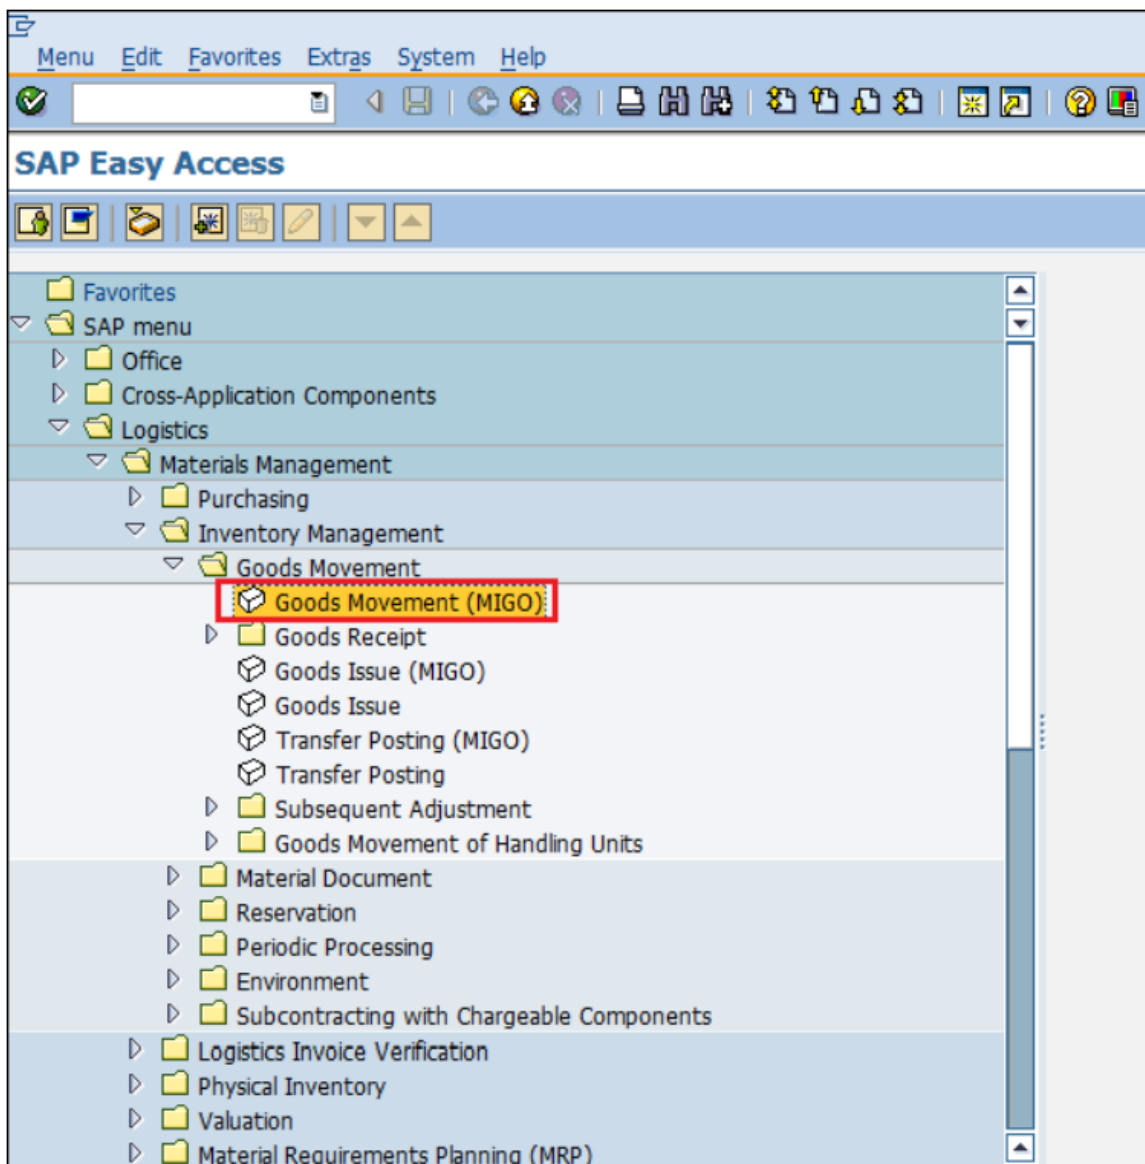 Menu Edit Favorites Extras System Help
SAP Easy Access
Favorites
SAP menu
Office
Cross-Application Components
Logistics
Materials Management
Purchasing
Inventory Management
Goods Movement
Goods Movement (MIGO)
Goods Receipt
Goods Issue (MIGO)
Goods Issue
Transfer Posting (MIGO)
Transfer Posting
Subsequent Adjustment
Goods Movement of Handling Units
Material Document
Reservation
Periodic Processing
Environment
Subcontracting with Chargeable Components
Logistics Invoice Verification
Physical Inventory
Valuation
Material Requirements Planning (MRP)